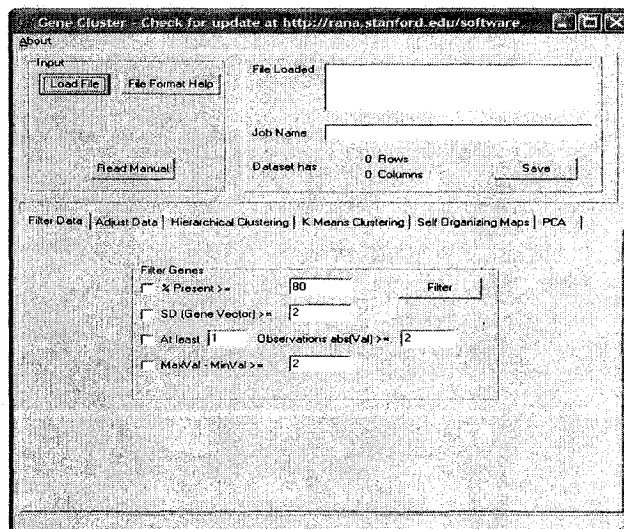 Gene Cluster - Check for update at http://rana.stanford.edu/software
About
Input
Load File
File Format Help
Read Manual
File Loaded
Job Name
Dataset has
0 Rows
0 Columns
Save
Filter Data
Adjust Data
Hierarchical Clustering
K Means Clustering
Self Organizing Maps
PCA
Filter Genes
% Present >=
80
Filter
SD (Gene Vector) >=
2
At least
1
Observations abs(Val) >=
2
MaxVal - MinVal >=
2